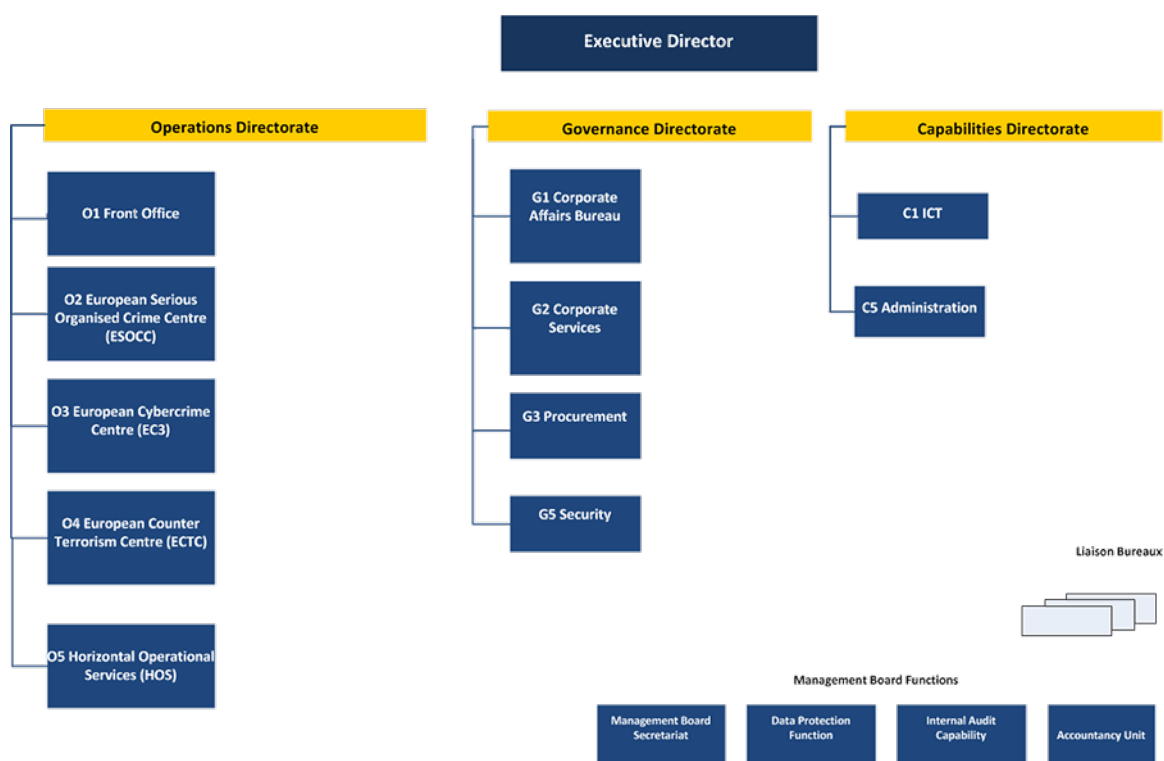 Executive Director
Operations Directorate
O1 Front Office
O2 European Serious
Organised Crime Centre
(ESOCC)
O3 European Cybercrime
Centre (EC3)
O4 European Counter
Terrorism Centre (ECTC)
O5 Horizontal Operational
Services (HOS)
Governance Directorate
G1 Corporate
Affairs Bureau
G2 Corporate
Services
G3 Procurement
G5 Security
Capabilities Directorate
C1 ICT
C5 Administration
Liaison Bureaux
Management Board Functions
Management Board
Secretariat
Data Protection
Function
Internal Audit
Capability
Accountancy Unit